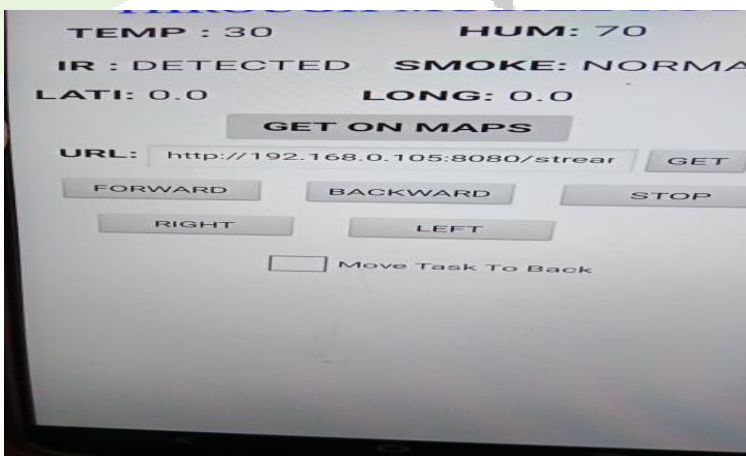 TEMP : 30 HUM: 70
IR : DETECTED SMOKE: NORMA
LATI: 0.0 LONG: 0.0
GET ON MAPS
URL: http://192.168.0.105:8080/strear GET
FORWARD BACKWARD STOP
RIGHT LEFT
Move Task To Back